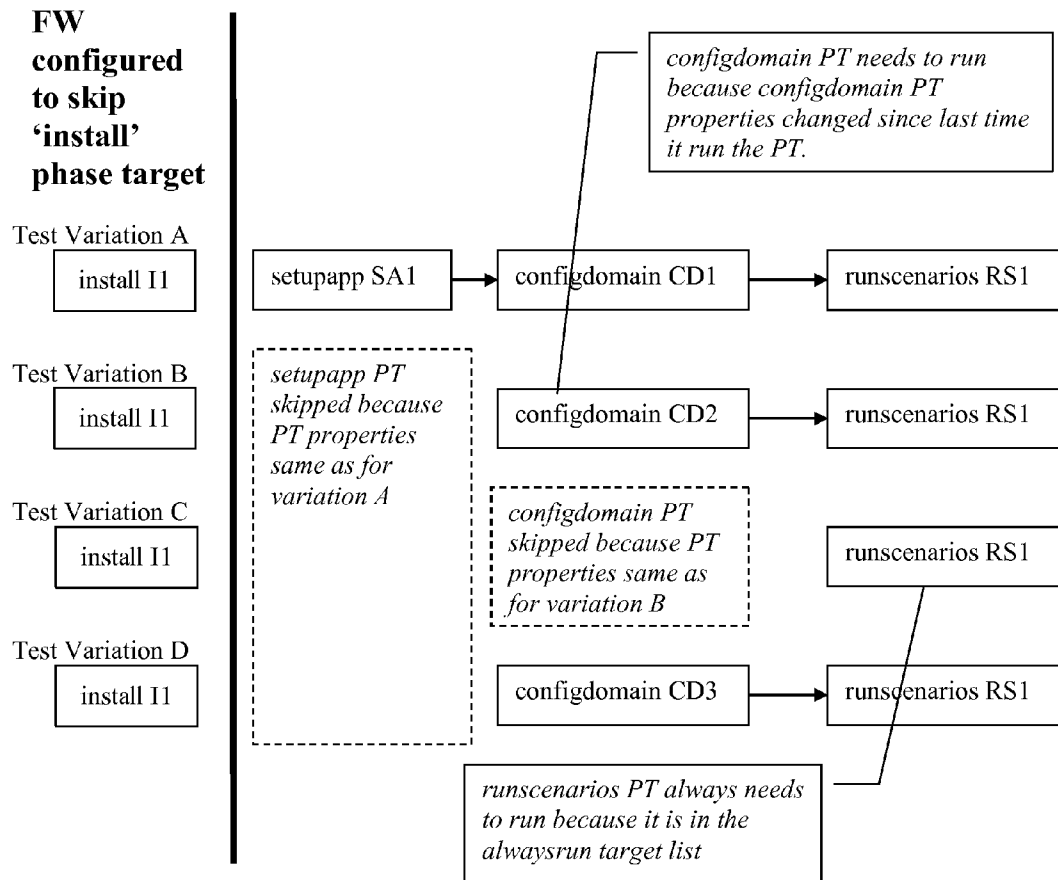 FW
configured
to skip
‘install’
phase target
configdomain PT needs to run
because configdomain PT
properties changed since last time
it run the PT.
Test Variation A
install I1
setupapp SA1
configdomain CD1
runscenarios RS1
Test Variation B
install I1
setupapp PT
skipped because
PT properties
same as for
variation A
configdomain CD2
runscenarios RS1
Test Variation C
install I1
configdomain PT
skipped because PT
properties same as
for variation B
runscenarios RS1
Test Variation D
install I1
configdomain CD3
runscenarios RS1
runscenarios PT always needs
to run because it is in the
alwaysrun target list